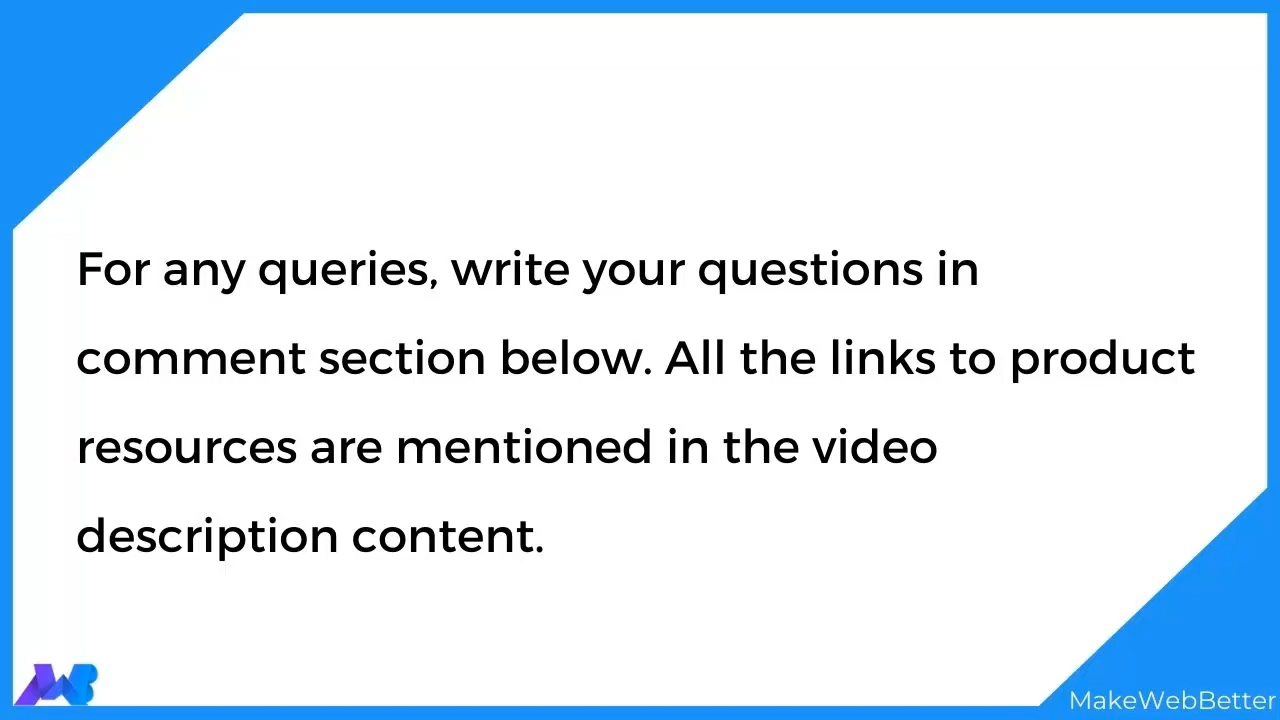 For any queries, write your questions in
comment section below. All the links to product
resources are mentioned in the video
description content.
MakeWebBetter